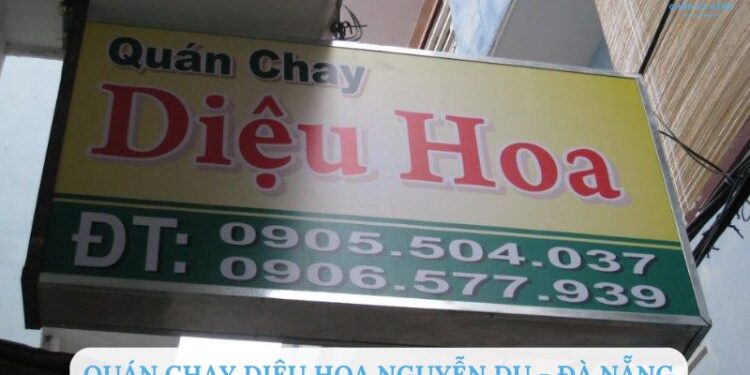 Quán Chay
Diệu Hoa
ĐT: 0905.504.037
0906.577.939
QUÁN CHAY DIỆU HOA NGUYỄN DU - ĐÀ NẴNG